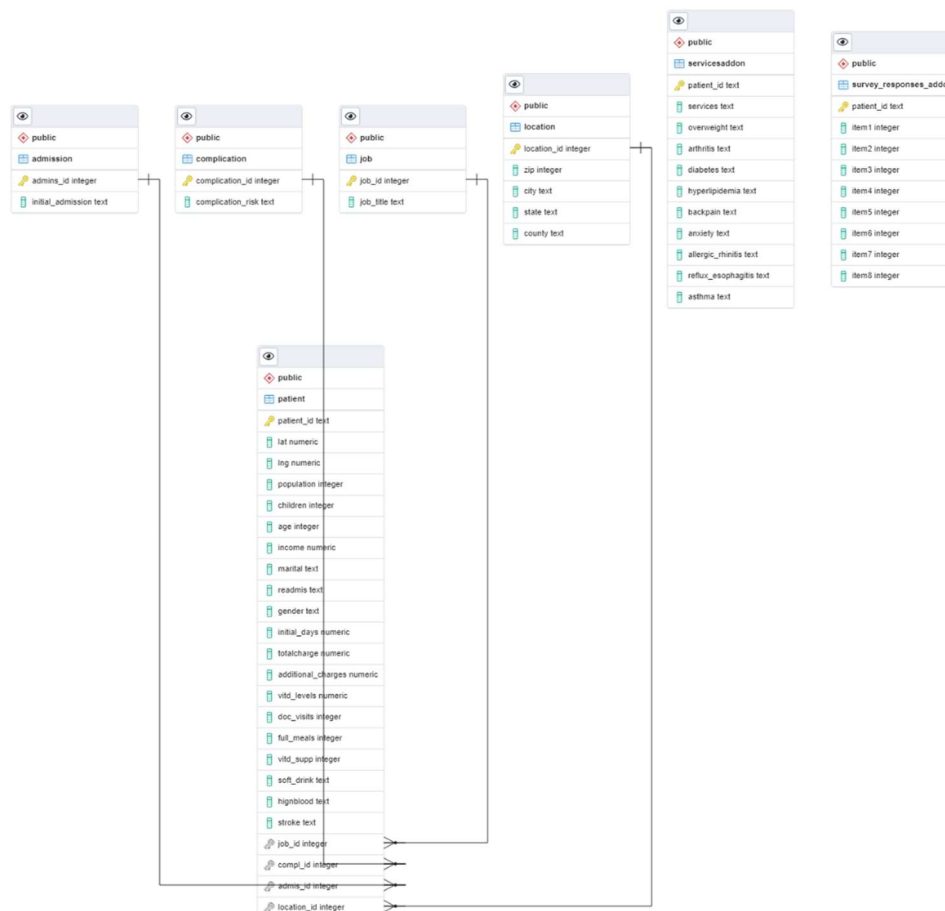 public
admission
admins_id integer
initial_admission text
public
complication
complication_id integer
complication_risk text
public
job
job_id integer
job_title text
public
location
location_id integer
zip integer
city text
state text
county text
public
servicesaddon
patient_id text
services text
overweight text
arthritis text
diabetes text
hyperlipidemia text
backpain text
anxiety text
allergic_rhinitis text
reflux_esophagitis text
asthma text
public
survey_responses_addo
patient_id text
item1 integer
item2 integer
item3 integer
item4 integer
item5 integer
item6 integer
item7 integer
item8 integer
public
patient
patient_id text
lat numeric
lng numeric
population integer
children integer
age integer
income numeric
marital text
readmis text
gender text
initial_days numeric
totalcharge numeric
additional_charges numeric
vitd_levels numeric
doc_visits integer
full_meals integer
vitd_supp integer
soft_drink text
hignblood text
stroke text
job_id integer
compl_id integer
admis_id integer
location_id integer